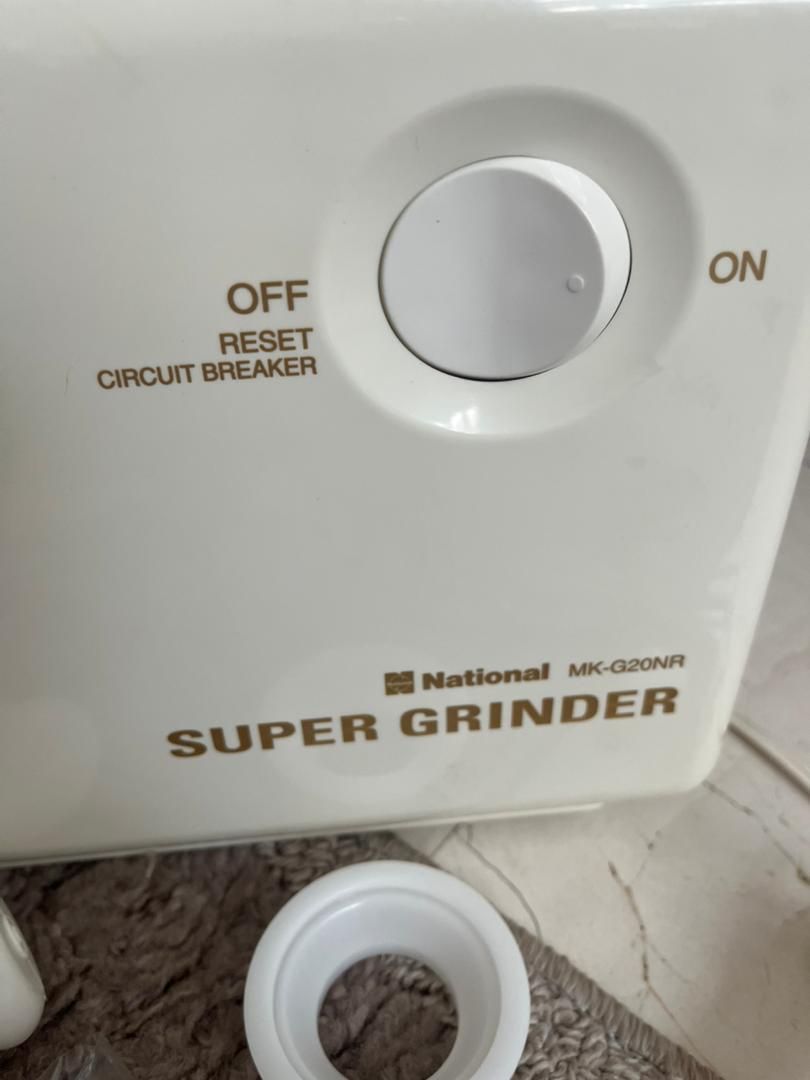 OFF
ON
RESET
CIRCUIT BREAKER
National MK-G20NR
SUPER GRINDER